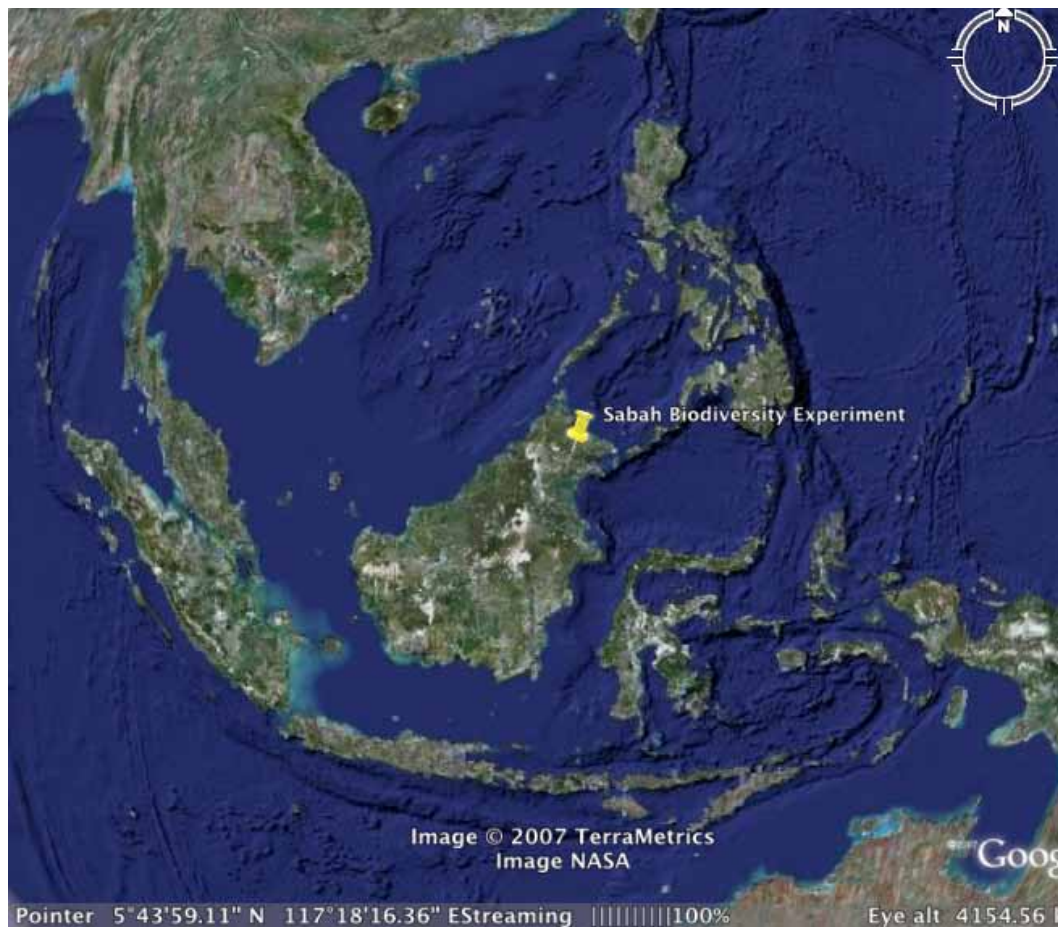 N
Sabah Biodiversity Experiment
Image © 2007 TerraMetrics
Image NASA
Goog
Pointer 5°43'59.11" N 117°18'16.36" E Streaming ||||||||| 100% Eye alt 4154.56